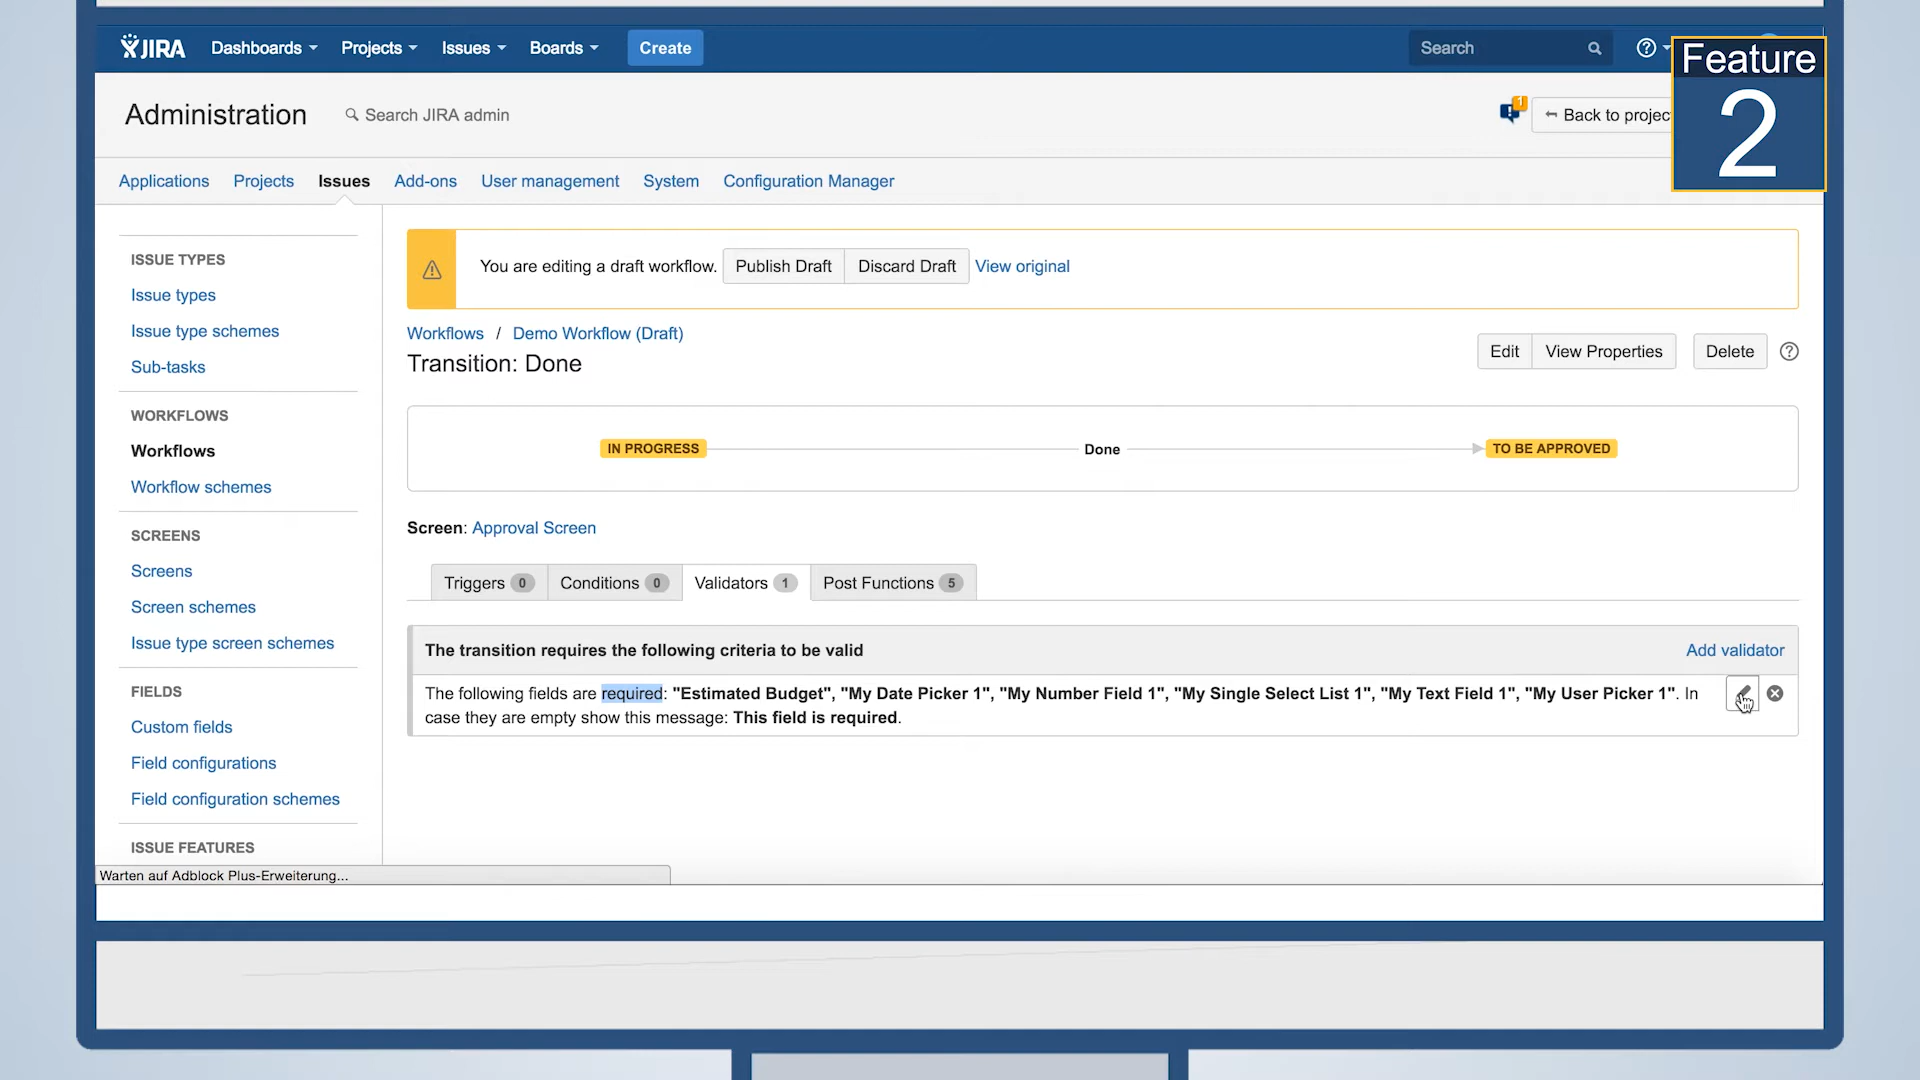 JIRA Dashboards Projects Issues Boards Create Search ?
Feature
2
Administration Search JIRA admin 1 Back to projec
Applications Projects Issues Add-ons User management System Configuration Manager
ISSUE TYPES
Issue types
Issue type schemes
Sub-tasks
WORKFLOWS
Workflows
Workflow schemes
SCREENS
Screens
Screen schemes
Issue type screen schemes
FIELDS
Custom fields
Field configurations
Field configuration schemes
ISSUE FEATURES
You are editing a draft workflow. Publish Draft Discard Draft View original
Workflows / Demo Workflow (Draft)
Transition: Done
Edit View Properties Delete ?
IN PROGRESS Done TO BE APPROVED
Screen: Approval Screen
Triggers 0 Conditions 0 Validators 1 Post Functions 5
The transition requires the following criteria to be valid Add validator
The following fields are required: "Estimated Budget", "My Date Picker 1", "My Number Field 1", "My Single Select List 1", "My Text Field 1", "My User Picker 1". In
case they are empty show this message: This field is required.
Warten auf Adblock Plus-Erweiterung...